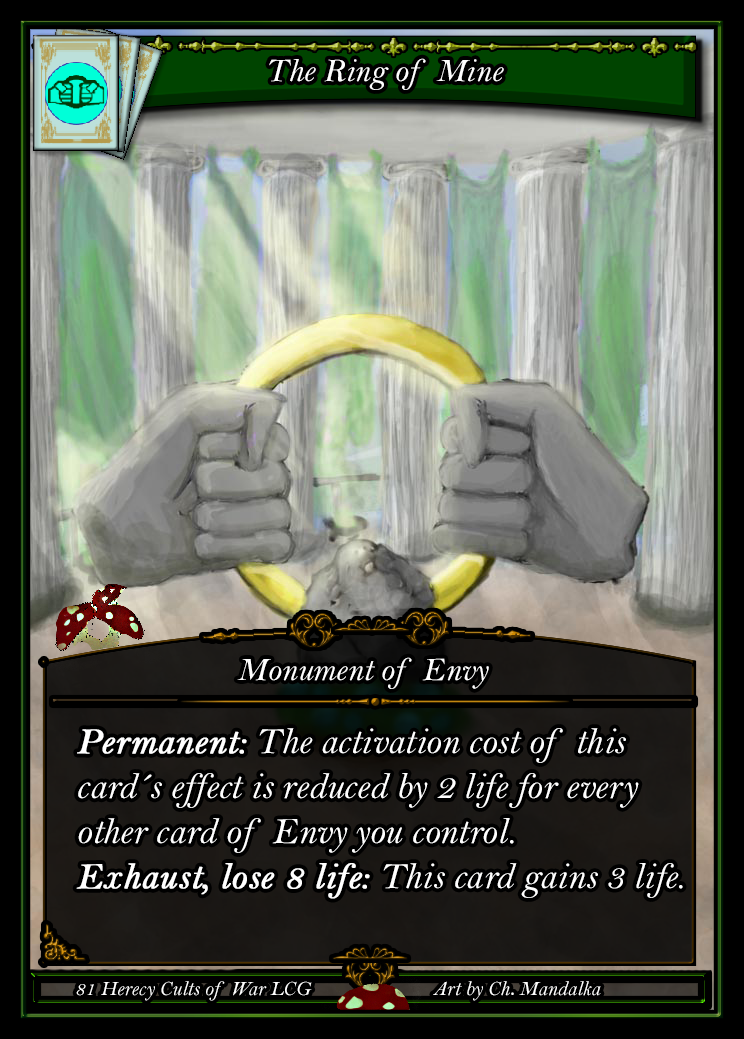 The Ring of Mine
Monument of Envy
Permanent: The activation cost of this
card´s effect is reduced by 2 life for every
other card of Envy you control.
Exhaust, lose 8 life: This card gains 3 life.
81 Herecy Cults of War LCG
Art by Ch. Mandalka